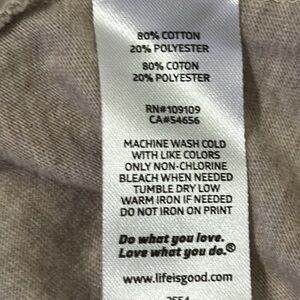 80% COTTON
20% POLYESTER
80% COTON
20% POLYESTER
RN#109109
CA#54656
MACHINE WASH COLD
WITH LIKE COLORS
ONLY NON-CHLORINE
BLEACH WHEN NEEDED
TUMBLE DRY LOW
WARM IRON IF NEEDED
DO NOT IRON ON PRINT
Do what you love.
Love what you do.®
www.lifeisgood.com